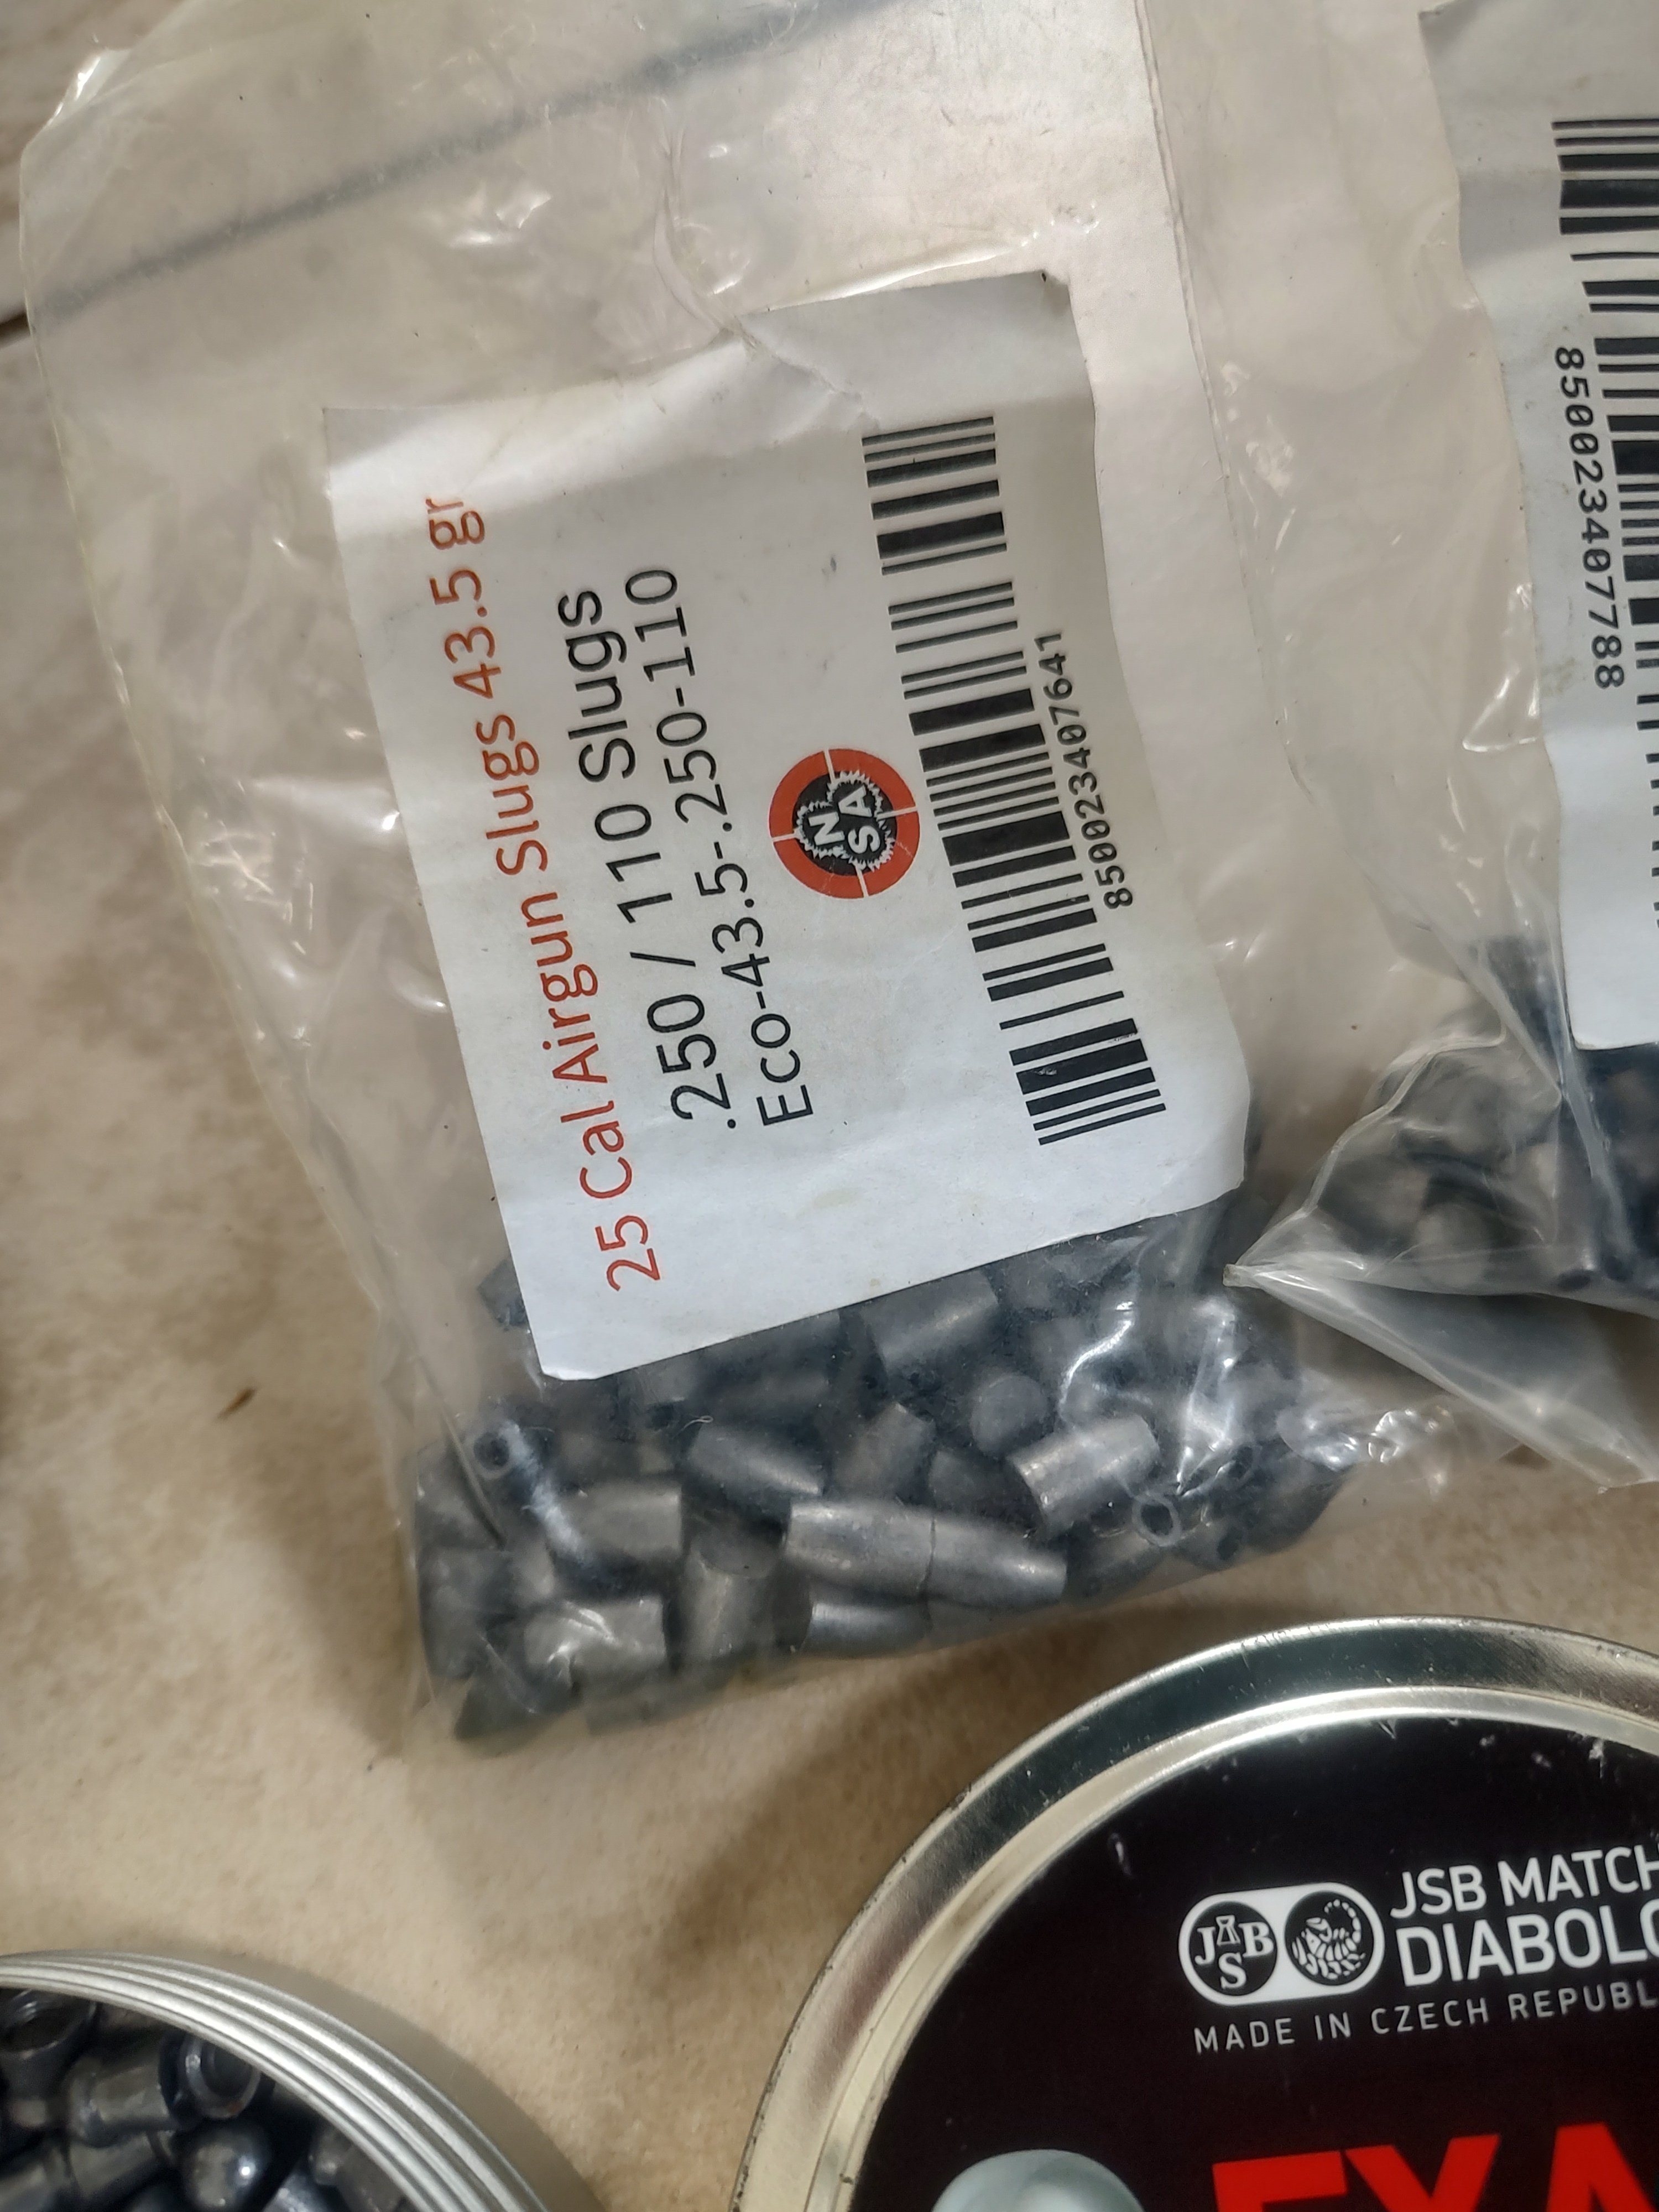 25 Cal Airgun Slugs 43.5 gr
.250 / 110 Slugs
Eco-43.5-.250-110
N
SA
850023407641
850023407788
JSB
JSB MATCH
DIABOLO
MADE IN CZECH REPUBL
EXA